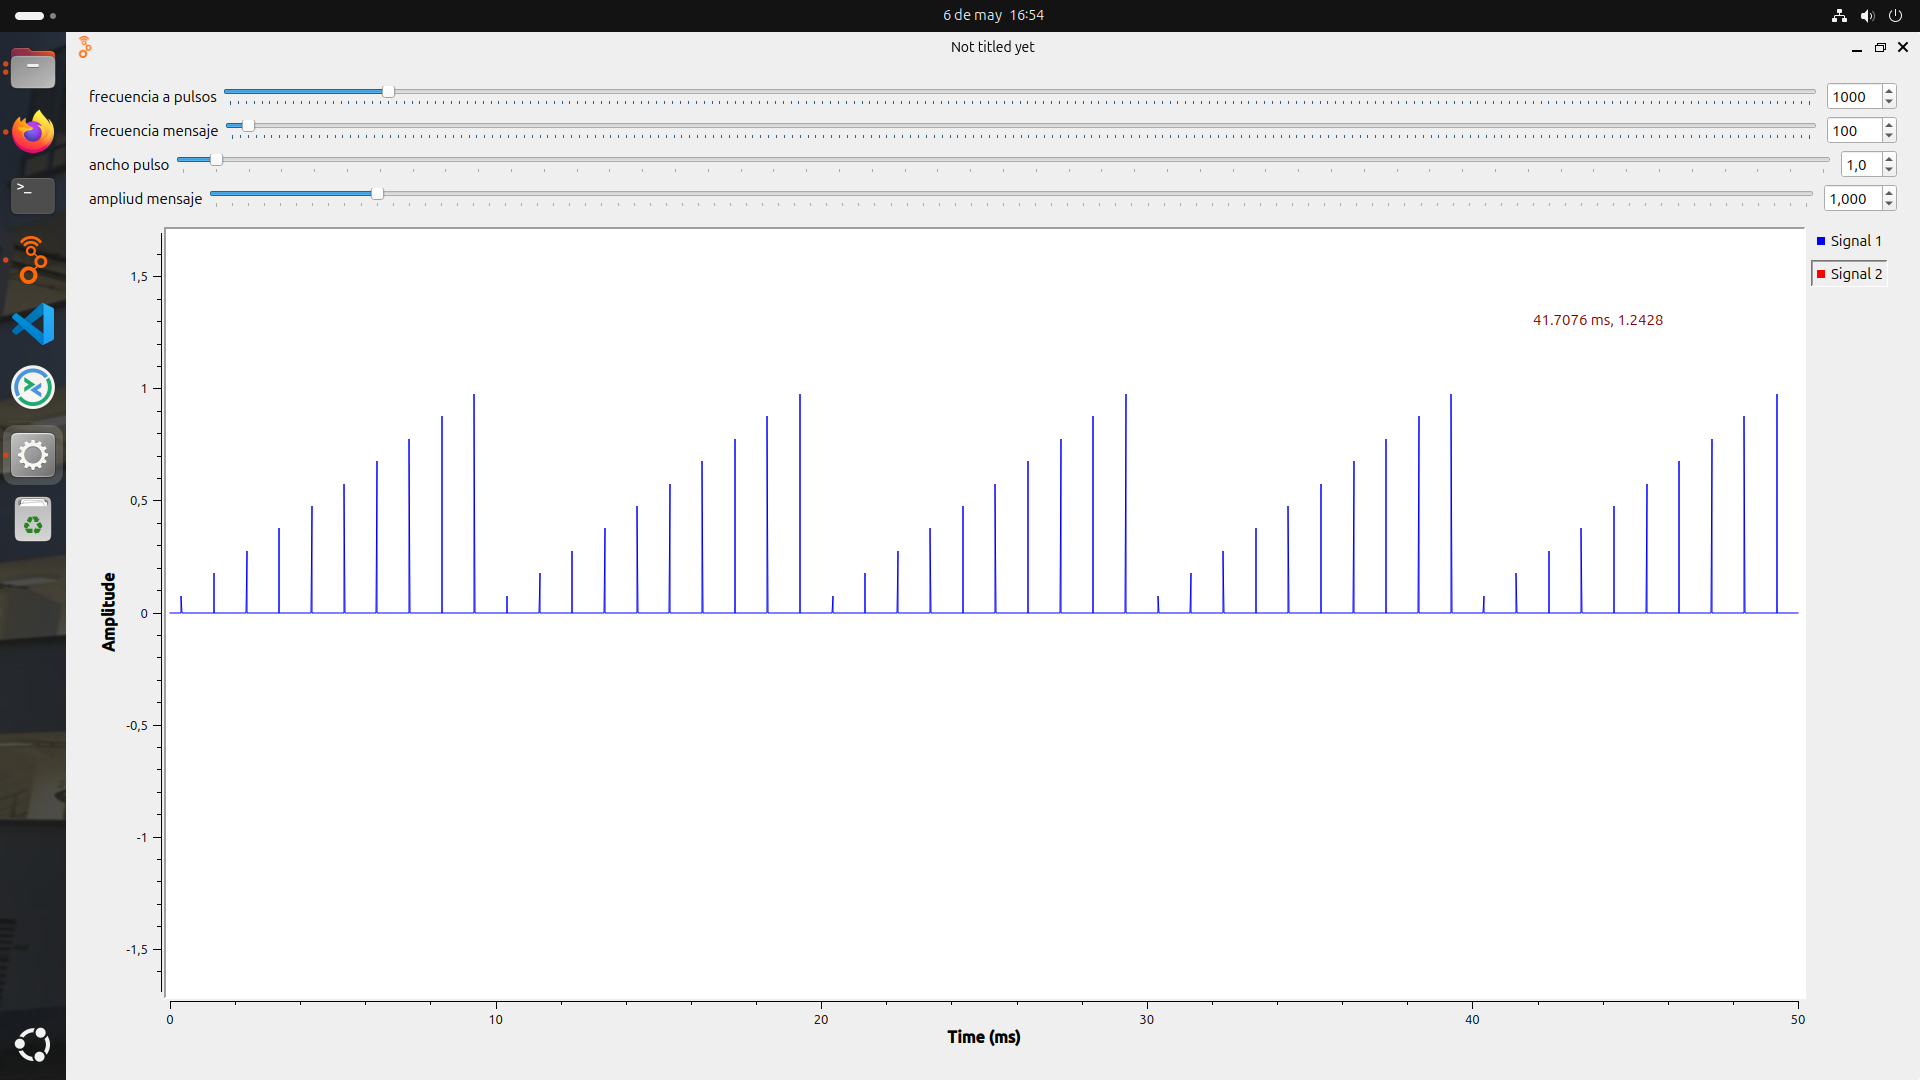 6 de may 16:54
Not titled yet
frecuencia a pulsos 1000
frecuencia mensaje 100
ancho pulso 1,0
ampliud mensaje 1,000
Signal 1
Signal 2
41.7076 ms, 1.2428
1,5
1
0,5
0
-0,5
-1
-1,5
Amplitude
0 10 20 30 40 50
Time (ms)